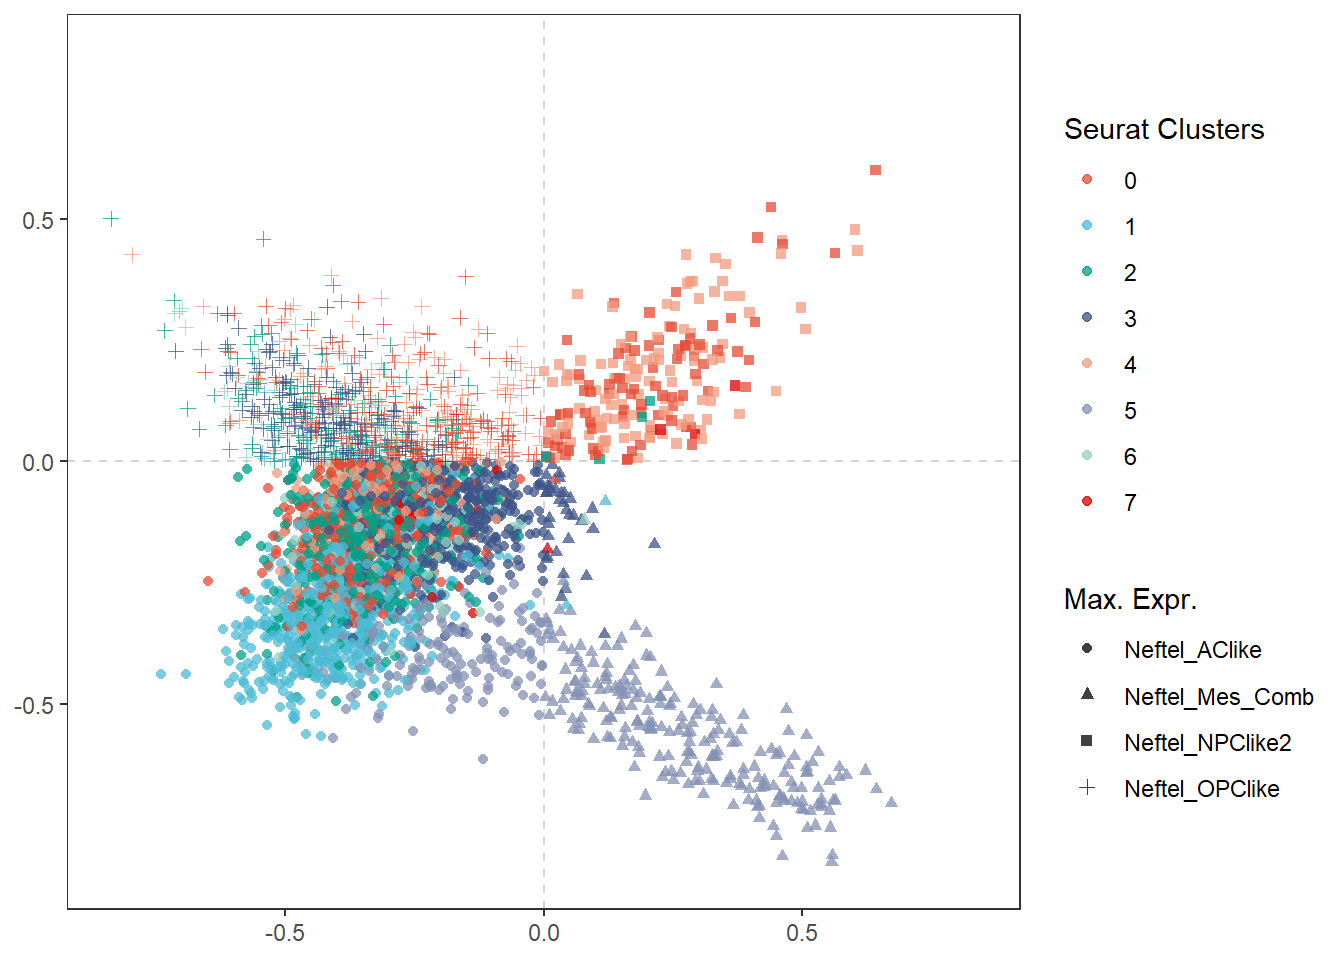 0.5
0.0
-0.5
-0.5
0.0
0.5
Seurat Clusters
0
1
2
3
4
5
6
7
Max. Expr.
Neftel_AClike
Neftel_Mes_Comb
Neftel_NPClike2
Neftel_OPClike